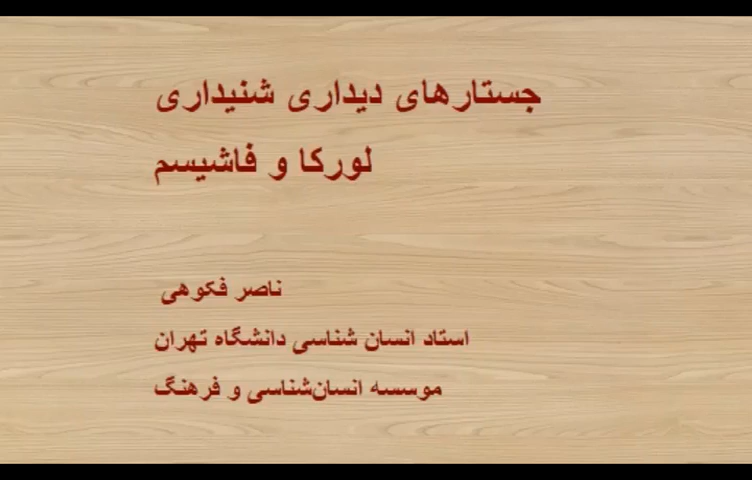 جستارهای دیداری شنیداری
لورکا و فاشیسم
ناصر فکوهی
استاد انسان شناسی دانشگاه تهران
موسسه انسان‌شناسی و فرهنگ